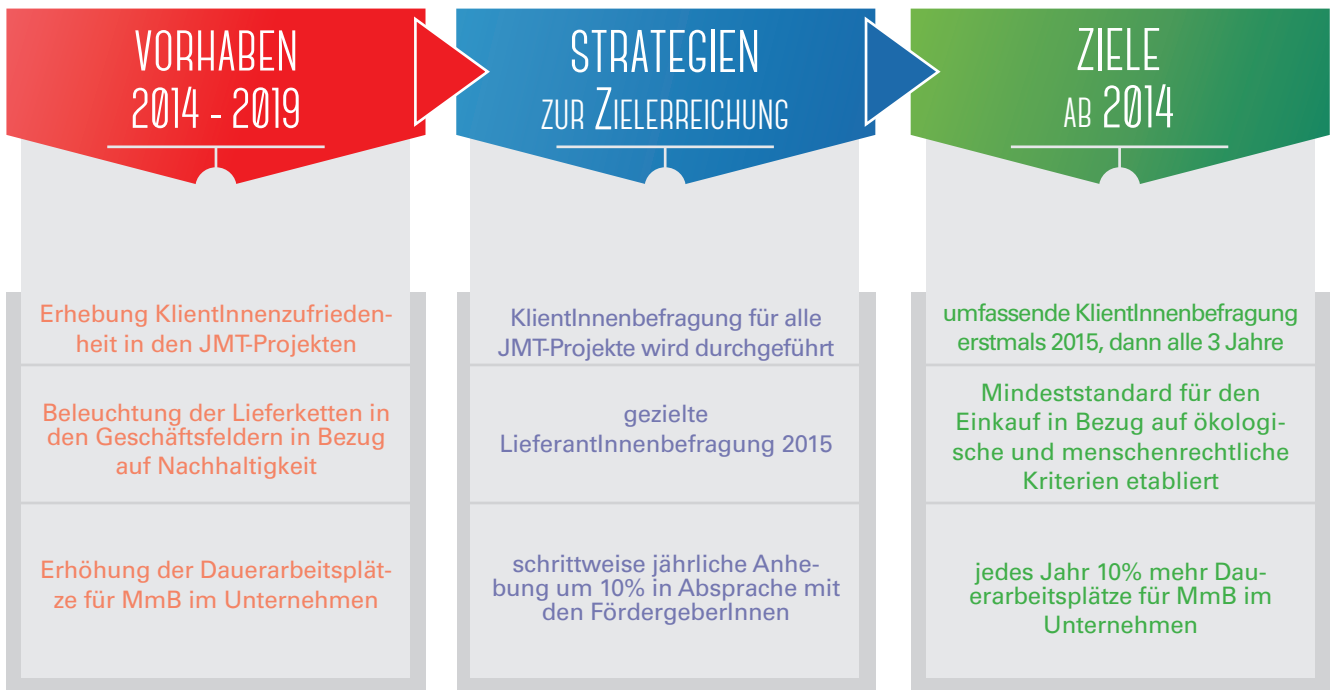 VORHABEN
2014 - 2019
Erhebung KlientInnenzufrieden-
heit in den JMT-Projekten
Beleuchtung der Lieferketten in
den Geschäftsfeldern in Bezug
auf Nachhaltigkeit
Erhöhung der Dauerarbeitsplät-
ze für MmB im Unternehmen
STRATEGIEN
ZUR ZIELERREICHUNG
KlientInnenbefragung für alle
JMT-Projekte wird durchgeführt
gezielte
LieferantInnenbefragung 2015
schrittweise jährliche Anhe-
bung um 10% in Absprache mit
den FördergeberInnen
ZIELE
AB 2014
umfassende KlientInnenbefragung
erstmals 2015, dann alle 3 Jahre
Mindeststandard für den
Einkauf in Bezug auf ökologi-
sche und menschenrechtliche
Kriterien etabliert
jedes Jahr 10% mehr Dau-
erarbeitsplätze für MmB im
Unternehmen